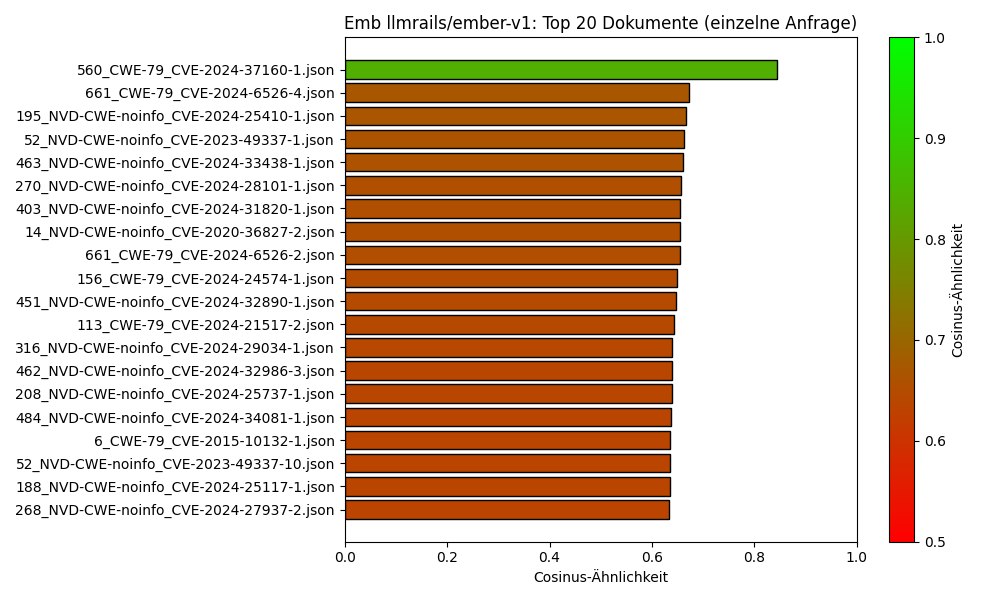 Emb llmrails/ember-v1: Top 20 Dokumente (einzelne Anfrage)
560_CWE-79_CVE-2024-37160-1.json
661_CWE-79_CVE-2024-6526-4.json
195_NVD-CWE-noinfo_CVE-2024-25410-1.json
52_NVD-CWE-noinfo_CVE-2023-49337-1.json
463_NVD-CWE-noinfo_CVE-2024-33438-1.json
270_NVD-CWE-noinfo_CVE-2024-28101-1.json
403_NVD-CWE-noinfo_CVE-2024-31820-1.json
14_NVD-CWE-noinfo_CVE-2020-36827-2.json
661_CWE-79_CVE-2024-6526-2.json
156_CWE-79_CVE-2024-24574-1.json
451_NVD-CWE-noinfo_CVE-2024-32890-1.json
113_CWE-79_CVE-2024-21517-2.json
316_NVD-CWE-noinfo_CVE-2024-29034-1.json
462_NVD-CWE-noinfo_CVE-2024-32986-3.json
208_NVD-CWE-noinfo_CVE-2024-25737-1.json
484_NVD-CWE-noinfo_CVE-2024-34081-1.json
6_CWE-79_CVE-2015-10132-1.json
52_NVD-CWE-noinfo_CVE-2023-49337-10.json
188_NVD-CWE-noinfo_CVE-2024-25117-1.json
268_NVD-CWE-noinfo_CVE-2024-27937-2.json
0.0 0.2 0.4 0.6 0.8 1.0
Cosinus-Ähnlichkeit
1.0
0.9
0.8
0.7
0.6
0.5
Cosinus-Ähnlichkeit